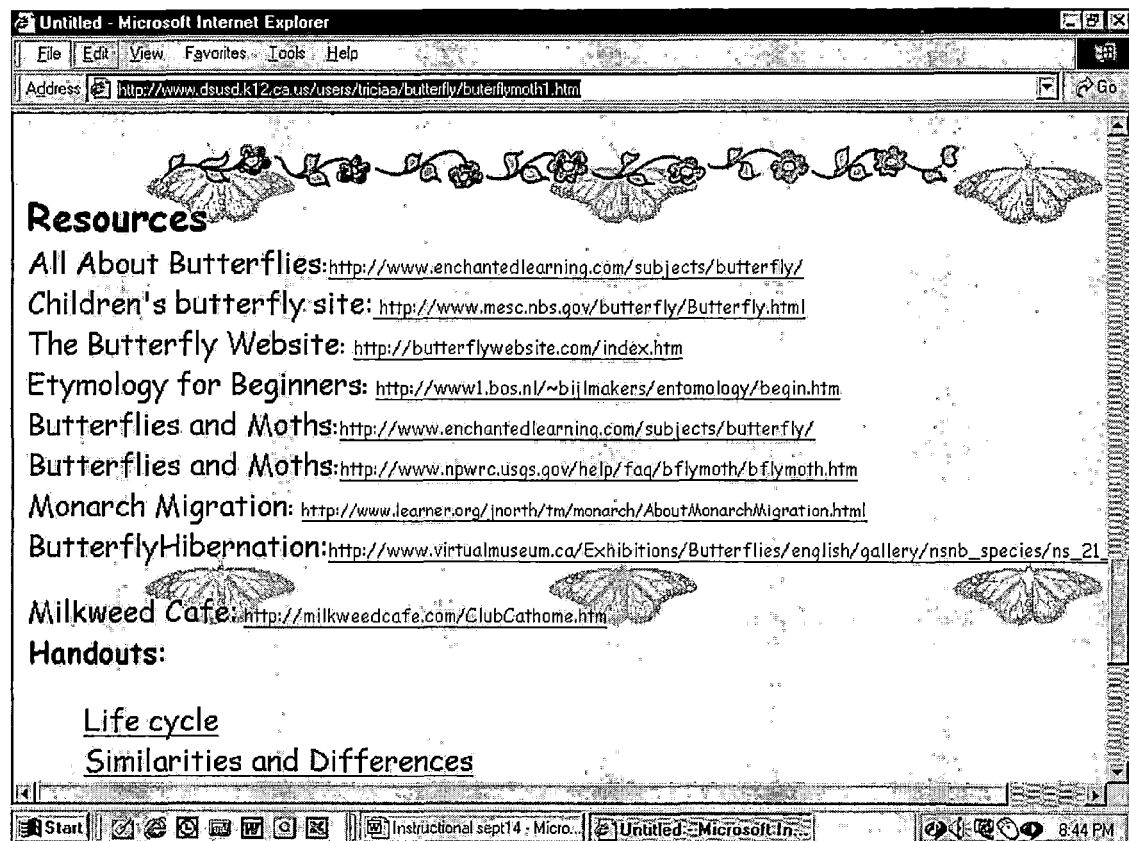 Untitled - Microsoft Internet Explorer
File Edit View Favorites Tools Help
Address http://www.dsusd.k12.ca.us/users/triciaa/butterfly/buterflymoth1.htm Go
Resources
All About Butterflies:http://www.enchantedlearning.com/subjects/butterfly/
Children's butterfly site: http://www.mesc.nbs.gov/butterfly/Butterfly.html
The Butterfly Website: http://butterflywebsite.com/index.htm
Etymology for Beginners: http://www1.bos.nl/~bijlmakers/entomology/begin.htm
Butterflies and Moths:http://www.enchantedlearning.com/subjects/butterfly/
Butterflies and Moths:http://www.npwrc.usgs.gov/help/faq/bflymoth/bflymoth.htm
Monarch Migration: http://www.learner.org/jnorth/tm/monarch/AboutMonarchMigration.html
ButterflyHibernation:http://www.virtualmuseum.ca/Exhibitions/Butterflies/english/gallery/nsnb_species/ns_21_
Milkweed Cafe: http://milkweedcafe.com/ClubCathome.htm
Handouts:
Life cycle
Similarities and Differences
Start Instructional sept14 - Micro... Untitled - Microsoft In... 8:44 PM